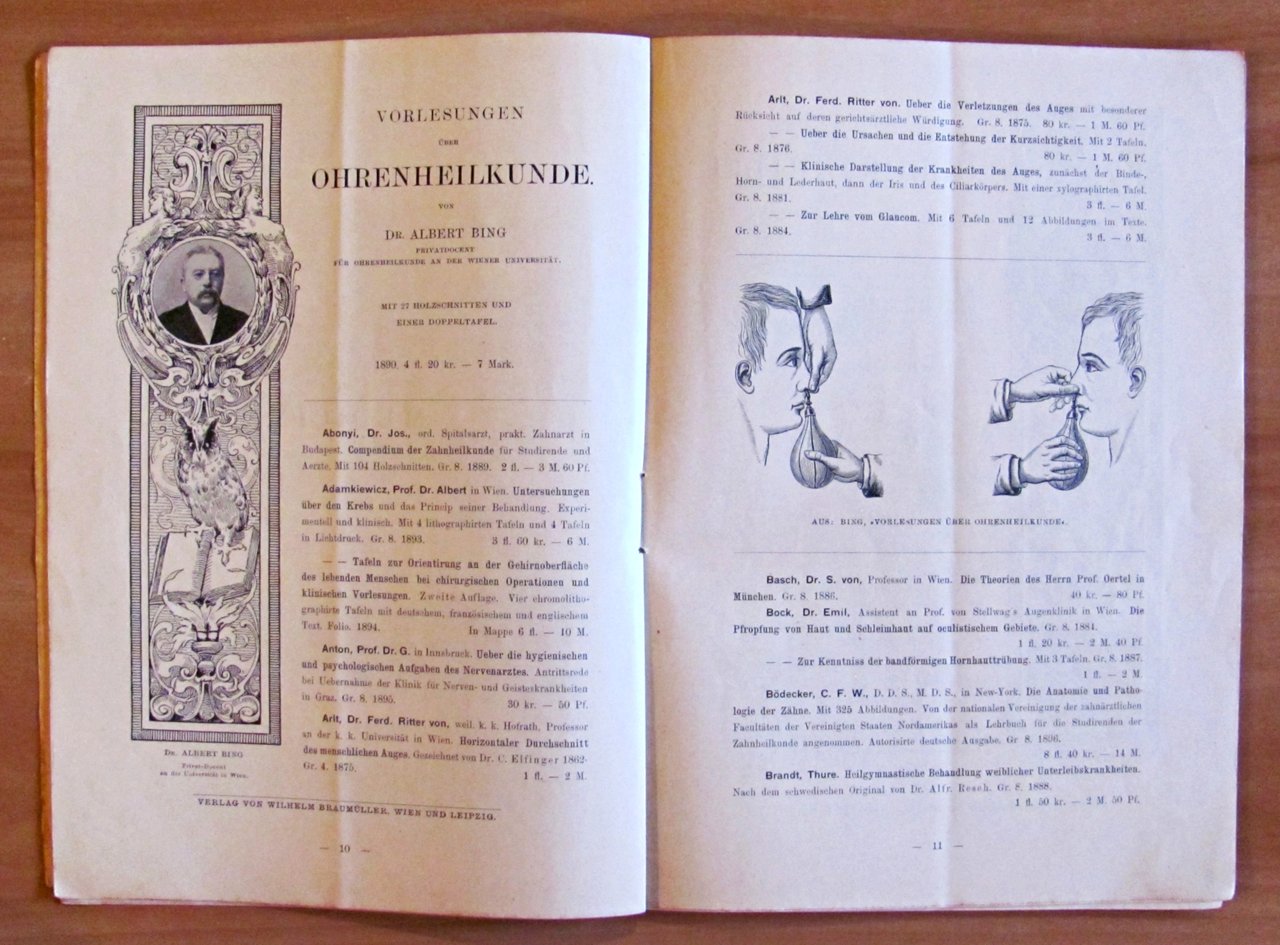 VORLESUNGEN
ÜBER
OHRENHEILKUNDE.
VON
DR. ALBERT BING
PRIVATDOCENT
FÜR OHRENHEILKUNDE AN DER WIENER UNIVERSITÄT.
MIT 27 HOLZSCHNITTEN UND
EINER DOPPELTAFEL.
1890. 4 fl. 20 kr. — 7 Mark.
Abonyi, Dr. Jos., ord. Spitalsarzt, prakt. Zahnarzt in
Budapest. Compendium der Zahnheilkunde für Studirende und
Aerzte. Mit 104 Holzschnitten. Gr. 8. 1889. 2 fl. — 3 M. 60 Pf.
Adamkiewicz, Prof. Dr. Albert in Wien. Untersuchungen
über den Krebs und das Princip seiner Behandlung. Experi-
mentell und klinisch. Mit 4 lithographirten Tafeln und 4 Tafeln
in Lichtdruck. Gr. 8. 1893. 3 fl. 60 kr. — 6 M.
— — Tafeln zur Orientirung an der Gehirnoberfläche
des lebenden Menschen bei chirurgischen Operationen und
klinischen Vorlesungen. Zweite Auflage. Vier chromolitho-
graphirte Tafeln mit deutschem, französischem und englischem
Text. Folio. 1894. In Mappe 6 fl. — 10 M.
Anton, Prof. Dr. G. in Innsbruck. Ueber die hygienischen
und psychologischen Aufgaben des Nervenarztes. Antrittsrede
bei Uebernahme der Klinik für Nerven- und Geisteskrankheiten
in Graz. Gr. 8. 1895. 30 kr. — 50 Pf.
Arlt, Dr. Ferd. Ritter von, weil. k. k. Hofrath, Professor
an der k. k. Universität in Wien. Horizontaler Durchschnitt
des menschlichen Auges. Gezeichnet von Dr. C. Elfinger 1862.
Gr. 4. 1875. 1 fl. — 2 M.
DR. ALBERT BING
Privat-Docent
an der Universität in Wien.
VERLAG VON WILHELM BRAUMÜLLER, WIEN UND LEIPZIG.
— 10 —
Arlt, Dr. Ferd. Ritter von. Ueber die Verletzungen des Auges mit besonderer
Rücksicht auf deren gerichtsärztliche Würdigung. Gr. 8. 1875. 80 kr. — 1 M. 60 Pf.
— — Ueber die Ursachen und die Entstehung der Kurzsichtigkeit. Mit 2 Tafeln.
Gr. 8. 1876. 80 kr. — 1 M. 60 Pf.
— — Klinische Darstellung der Krankheiten des Auges, zunächst der Binde-,
Horn- und Lederhaut, dann der Iris und des Ciliarkörpers. Mit einer xylographirten Tafel.
Gr. 8. 1881. 3 fl. — 6 M.
— — Zur Lehre vom Glaucom. Mit 6 Tafeln und 12 Abbildungen im Texte.
Gr. 8. 1884. 3 fl. — 6 M.
AUS: BING, »VORLESUNGEN ÜBER OHRENHEILKUNDE«.
Basch, Dr. S. von, Professor in Wien. Die Theorien des Herrn Prof. Oertel in
München. Gr. 8. 1886. 40 kr. — 80 Pf.
Bock, Dr. Emil, Assistent an Prof. von Stellwag's Augenklinik in Wien. Die
Pfropfung von Haut und Schleimhaut auf oculistischem Gebiete. Gr. 8. 1884.
1 fl. 20 kr. — 2 M. 40 Pf.
— — Zur Kenntniss der bandförmigen Hornhauttrübung. Mit 3 Tafeln. Gr. 8. 1887.
1 fl. — 2 M.
Bödecker, C. F. W., D. D. S., M. D. S., in New-York. Die Anatomie und Patho-
logie der Zähne. Mit 325 Abbildungen. Von der nationalen Vereinigung der zahnärztlichen
Facultäten der Vereinigten Staaten Nordamerikas als Lehrbuch für die Studirenden der
Zahnheilkunde angenommen. Autorisirte deutsche Ausgabe. Gr. 8. 1896.
8 fl. 40 kr. — 14 M.
Brandt, Thure. Heilgymnastische Behandlung weiblicher Unterleibskrankheiten.
Nach dem schwedischen Original von Dr. Alfr. Resch. Gr. 8. 1888.
1 fl. 50 kr. — 2 M. 50 Pf.
— 11 —